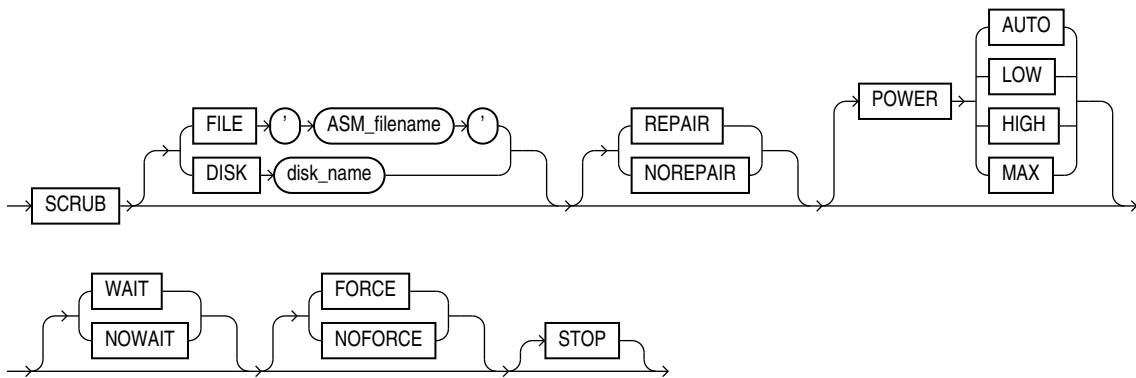 AUTO
FILE ' ASM_filename ' REPAIR POWER LOW
DISK disk_name NOREPAIR HIGH
MAX
SCRUB
WAIT FORCE
NOWAIT NOFORCE STOP